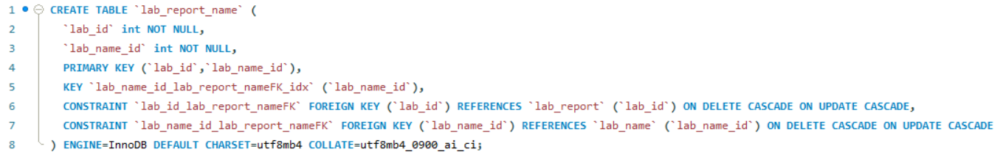 1 CREATE TABLE `lab_report_name` (
2 `lab_id` int NOT NULL,
3 `lab_name_id` int NOT NULL,
4 PRIMARY KEY (`lab_id`,`lab_name_id`),
5 KEY `lab_name_id_lab_report_nameFK_idx` (`lab_name_id`),
6 CONSTRAINT `lab_id_lab_report_nameFK` FOREIGN KEY (`lab_id`) REFERENCES `lab_report` (`lab_id`) ON DELETE CASCADE ON UPDATE CASCADE,
7 CONSTRAINT `lab_name_id_lab_report_nameFK` FOREIGN KEY (`lab_name_id`) REFERENCES `lab_name` (`lab_name_id`) ON DELETE CASCADE ON UPDATE CASCADE
8 ) ENGINE=InnoDB DEFAULT CHARSET=utf8mb4 COLLATE=utf8mb4_0900_ai_ci;